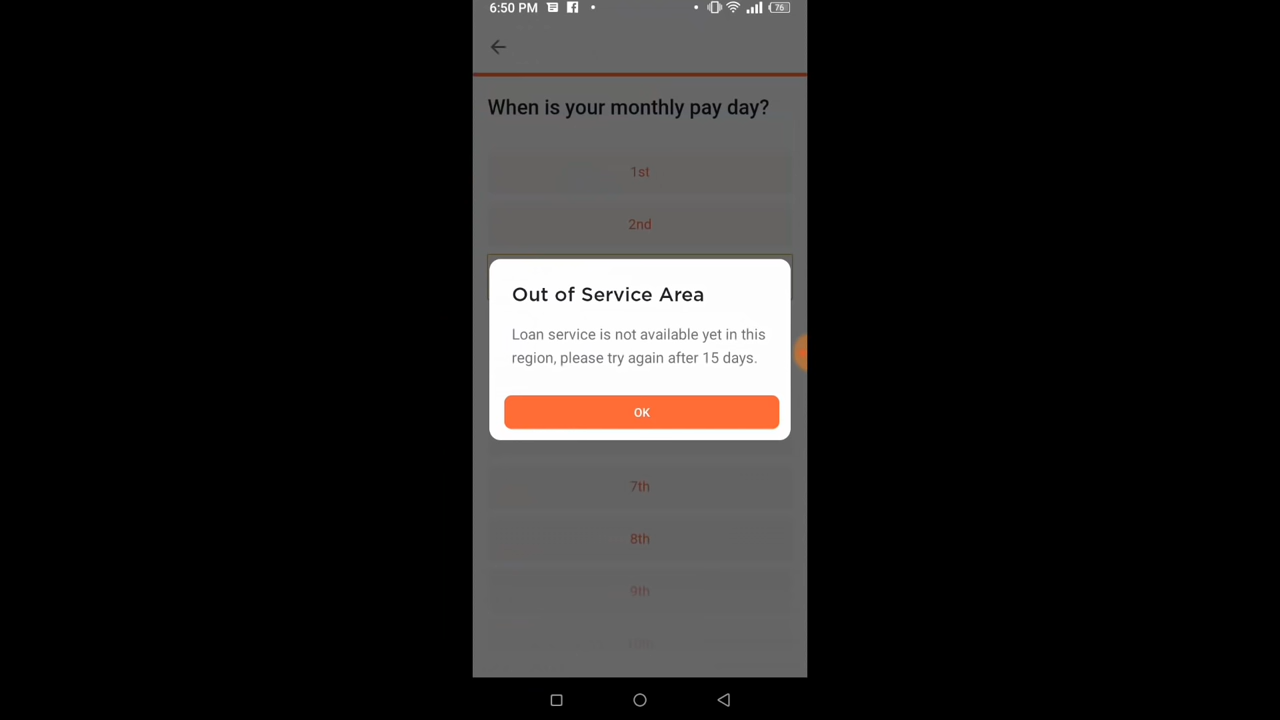 6:50 PM
76
When is your monthly pay day?
1st
2nd
Out of Service Area
Loan service is not available yet in this
region, please try again after 15 days.
OK
7th
8th
9th